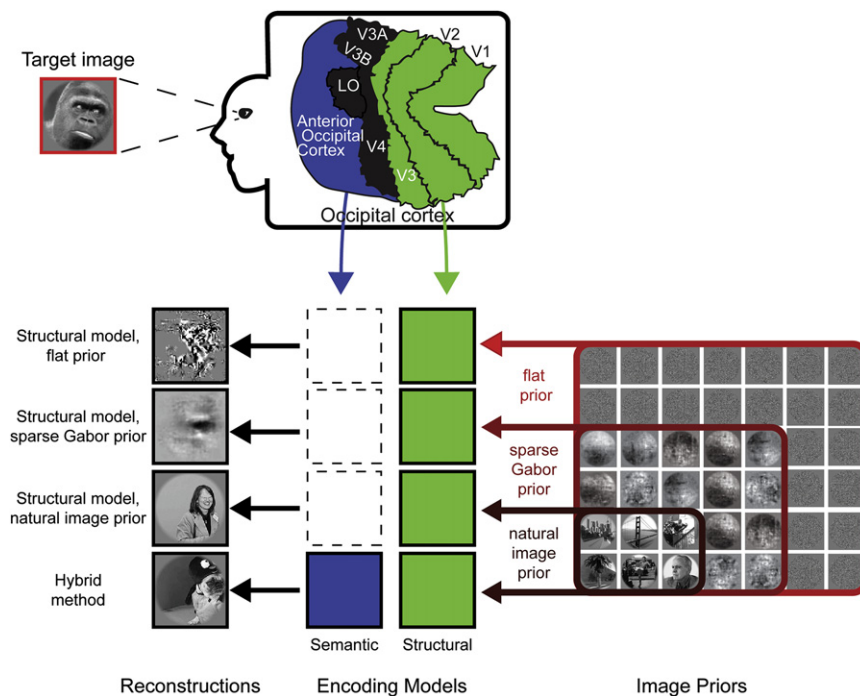 Target image
V3A
V3B
V2
V1
LO
Anterior
Occipital
Cortex
V4
V3
Occipital cortex
Structural model,
flat prior
Structural model,
sparse Gabor prior
Structural model,
natural image prior
Hybrid
method
flat
prior
sparse
Gabor
prior
natural
image
prior
Semantic
Structural
Reconstructions
Encoding Models
Image Priors